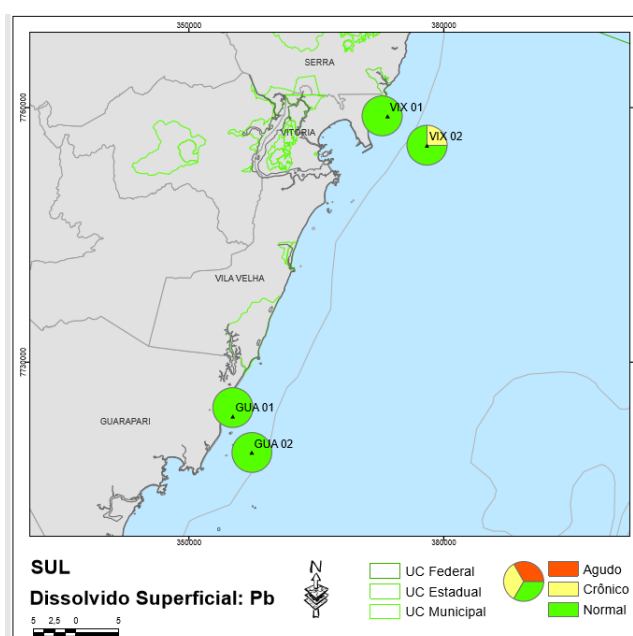 350000
380000
SERRA
7760000
VIX 01
VITÓRIA
VIX 02
VILA VELHA
7730000
GUA 01
GUARAPARI
GUA 02
350000
380000
SUL
Dissolvido Superficial: Pb
5 2,5 0 5
N
UC Federal
UC Estadual
UC Municipal
Agudo
Crônico
Normal